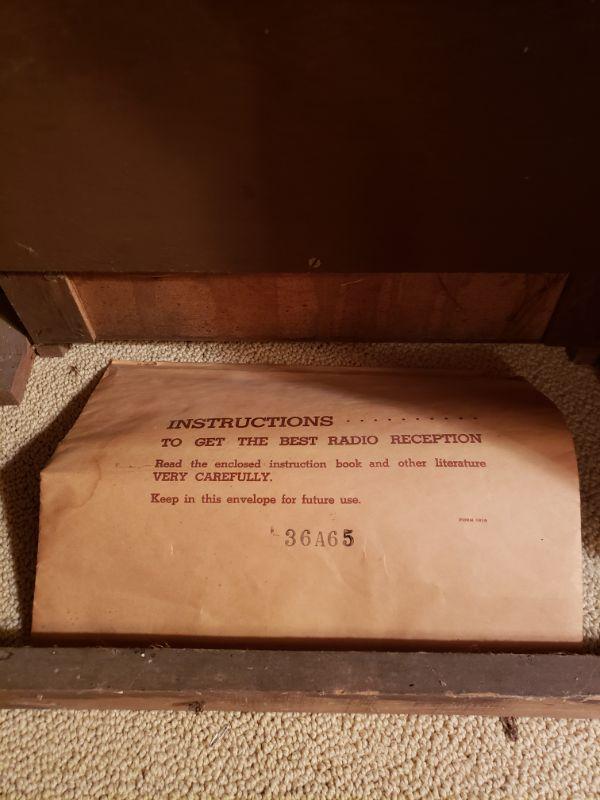 INSTRUCTIONS ..........
TO GET THE BEST RADIO RECEPTION
Read the enclosed instruction book and other literature
VERY CAREFULLY.
Keep in this envelope for future use.
FORM
36A65